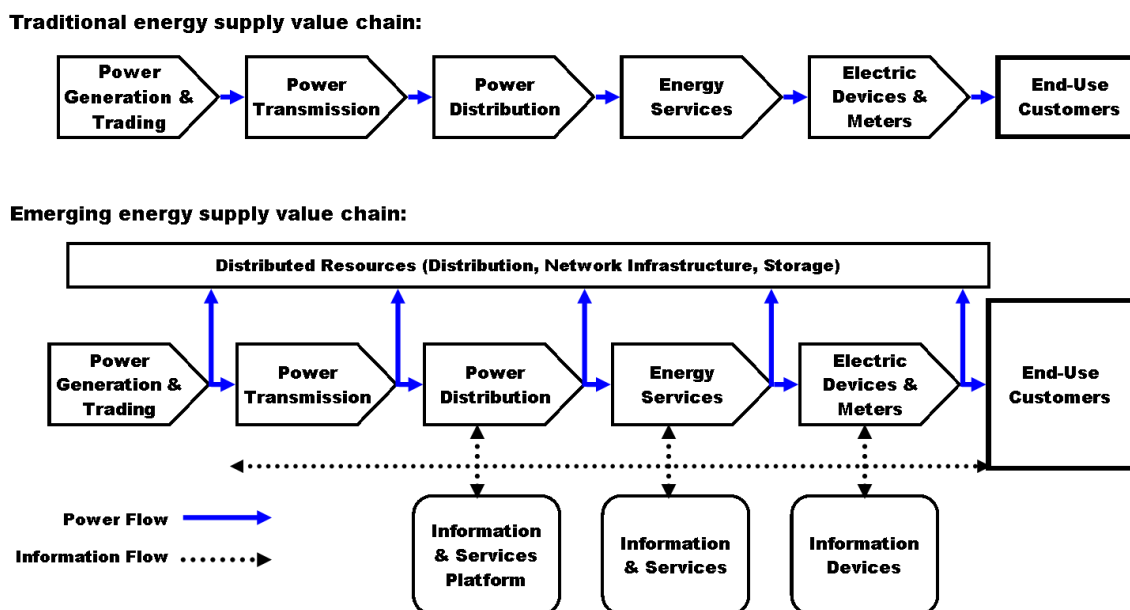 Traditional energy supply value chain:
Power
Generation &
Trading
Power
Transmission
Power
Distribution
Energy
Services
Electric
Devices &
Meters
End-Use
Customers
Emerging energy supply value chain:
Distributed Resources (Distribution, Network Infrastructure, Storage)
Power
Generation &
Trading
Power
Transmission
Power
Distribution
Energy
Services
Electric
Devices &
Meters
End-Use
Customers
Power Flow
Information Flow
Information
& Services
Platform
Information
& Services
Information
Devices